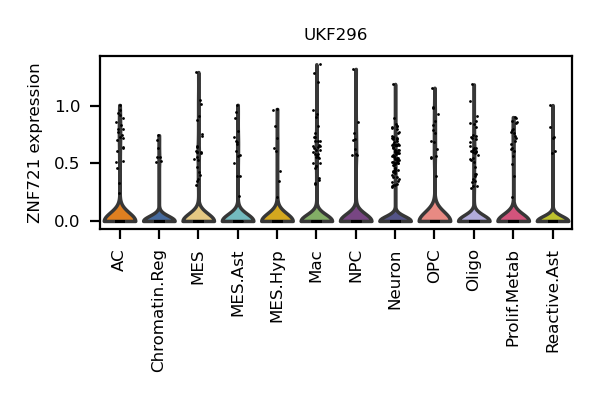 UKF296
ZNF721 expression
1.0
0.5
0.0
AC
Chromatin.Reg
MES
MES.Ast
MES.Hyp
Mac
NPC
Neuron
OPC
Oligo
Prolif.Metab
Reactive.Ast